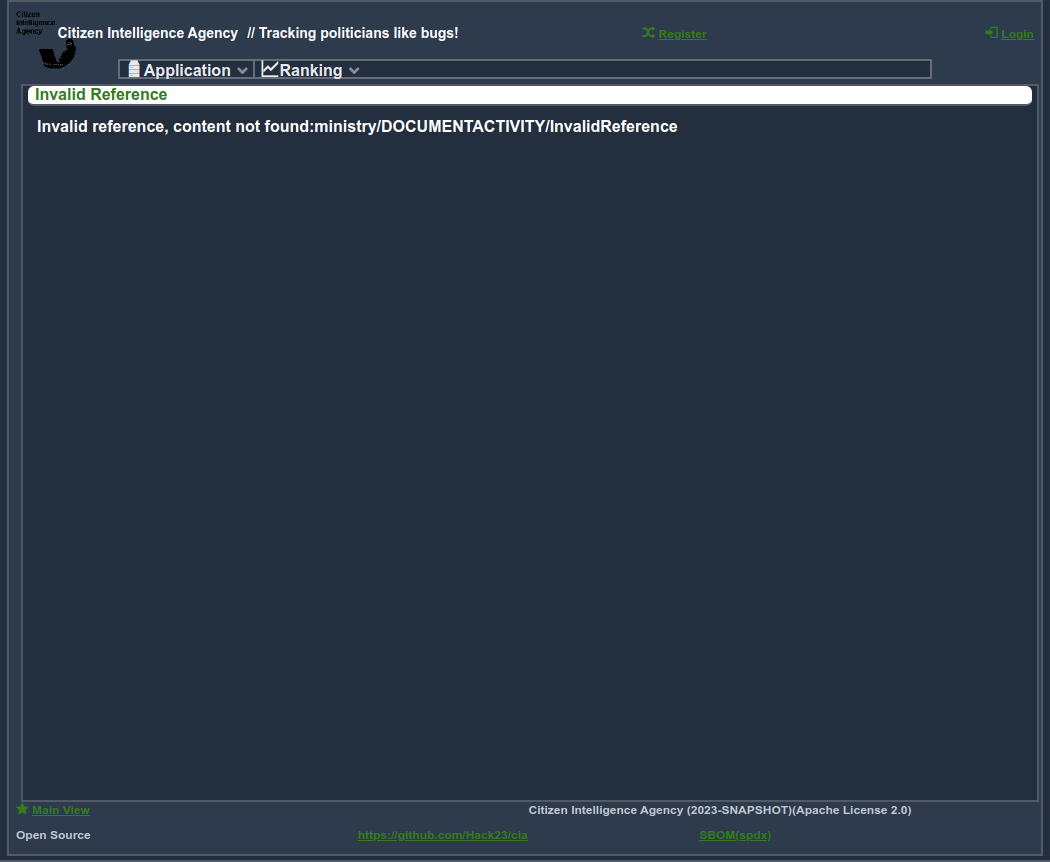 Citizen
Intelligence
Agency
Citizen Intelligence Agency // Tracking politicians like bugs!
Register
Login
Application
Ranking
Invalid Reference
Invalid reference, content not found:ministry/DOCUMENTACTIVITY/InvalidReference
Main View
Citizen Intelligence Agency (2023-SNAPSHOT)(Apache License 2.0)
Open Source
https://github.com/Hack23/cia
SBOM(spdx)